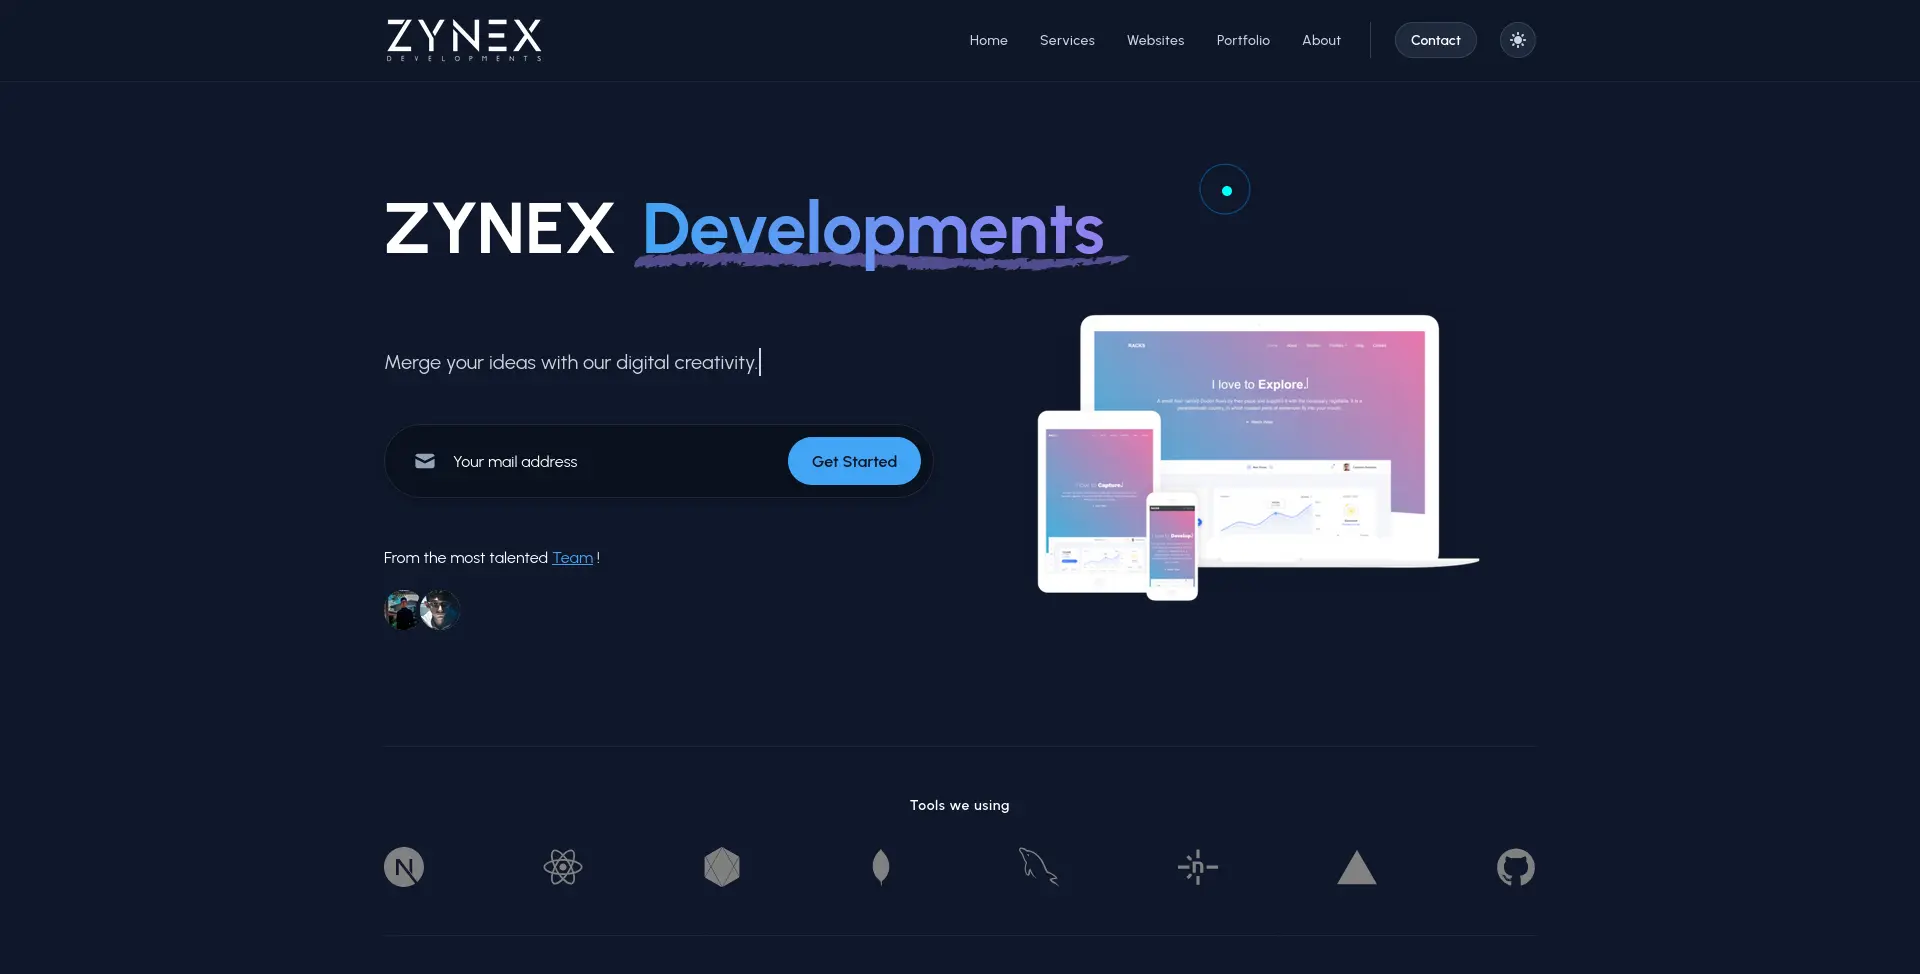 ZYNEX
DEVELOPMENTS
Home
Services
Websites
Portfolio
About
Contact
ZYNEX Developments
Merge your ideas with our digital creativity.
Your mail address
Get Started
From the most talented Team !
RACKS
I love to Explore.
I love to Capture.
I love to Develop.
Tools we using
N
n